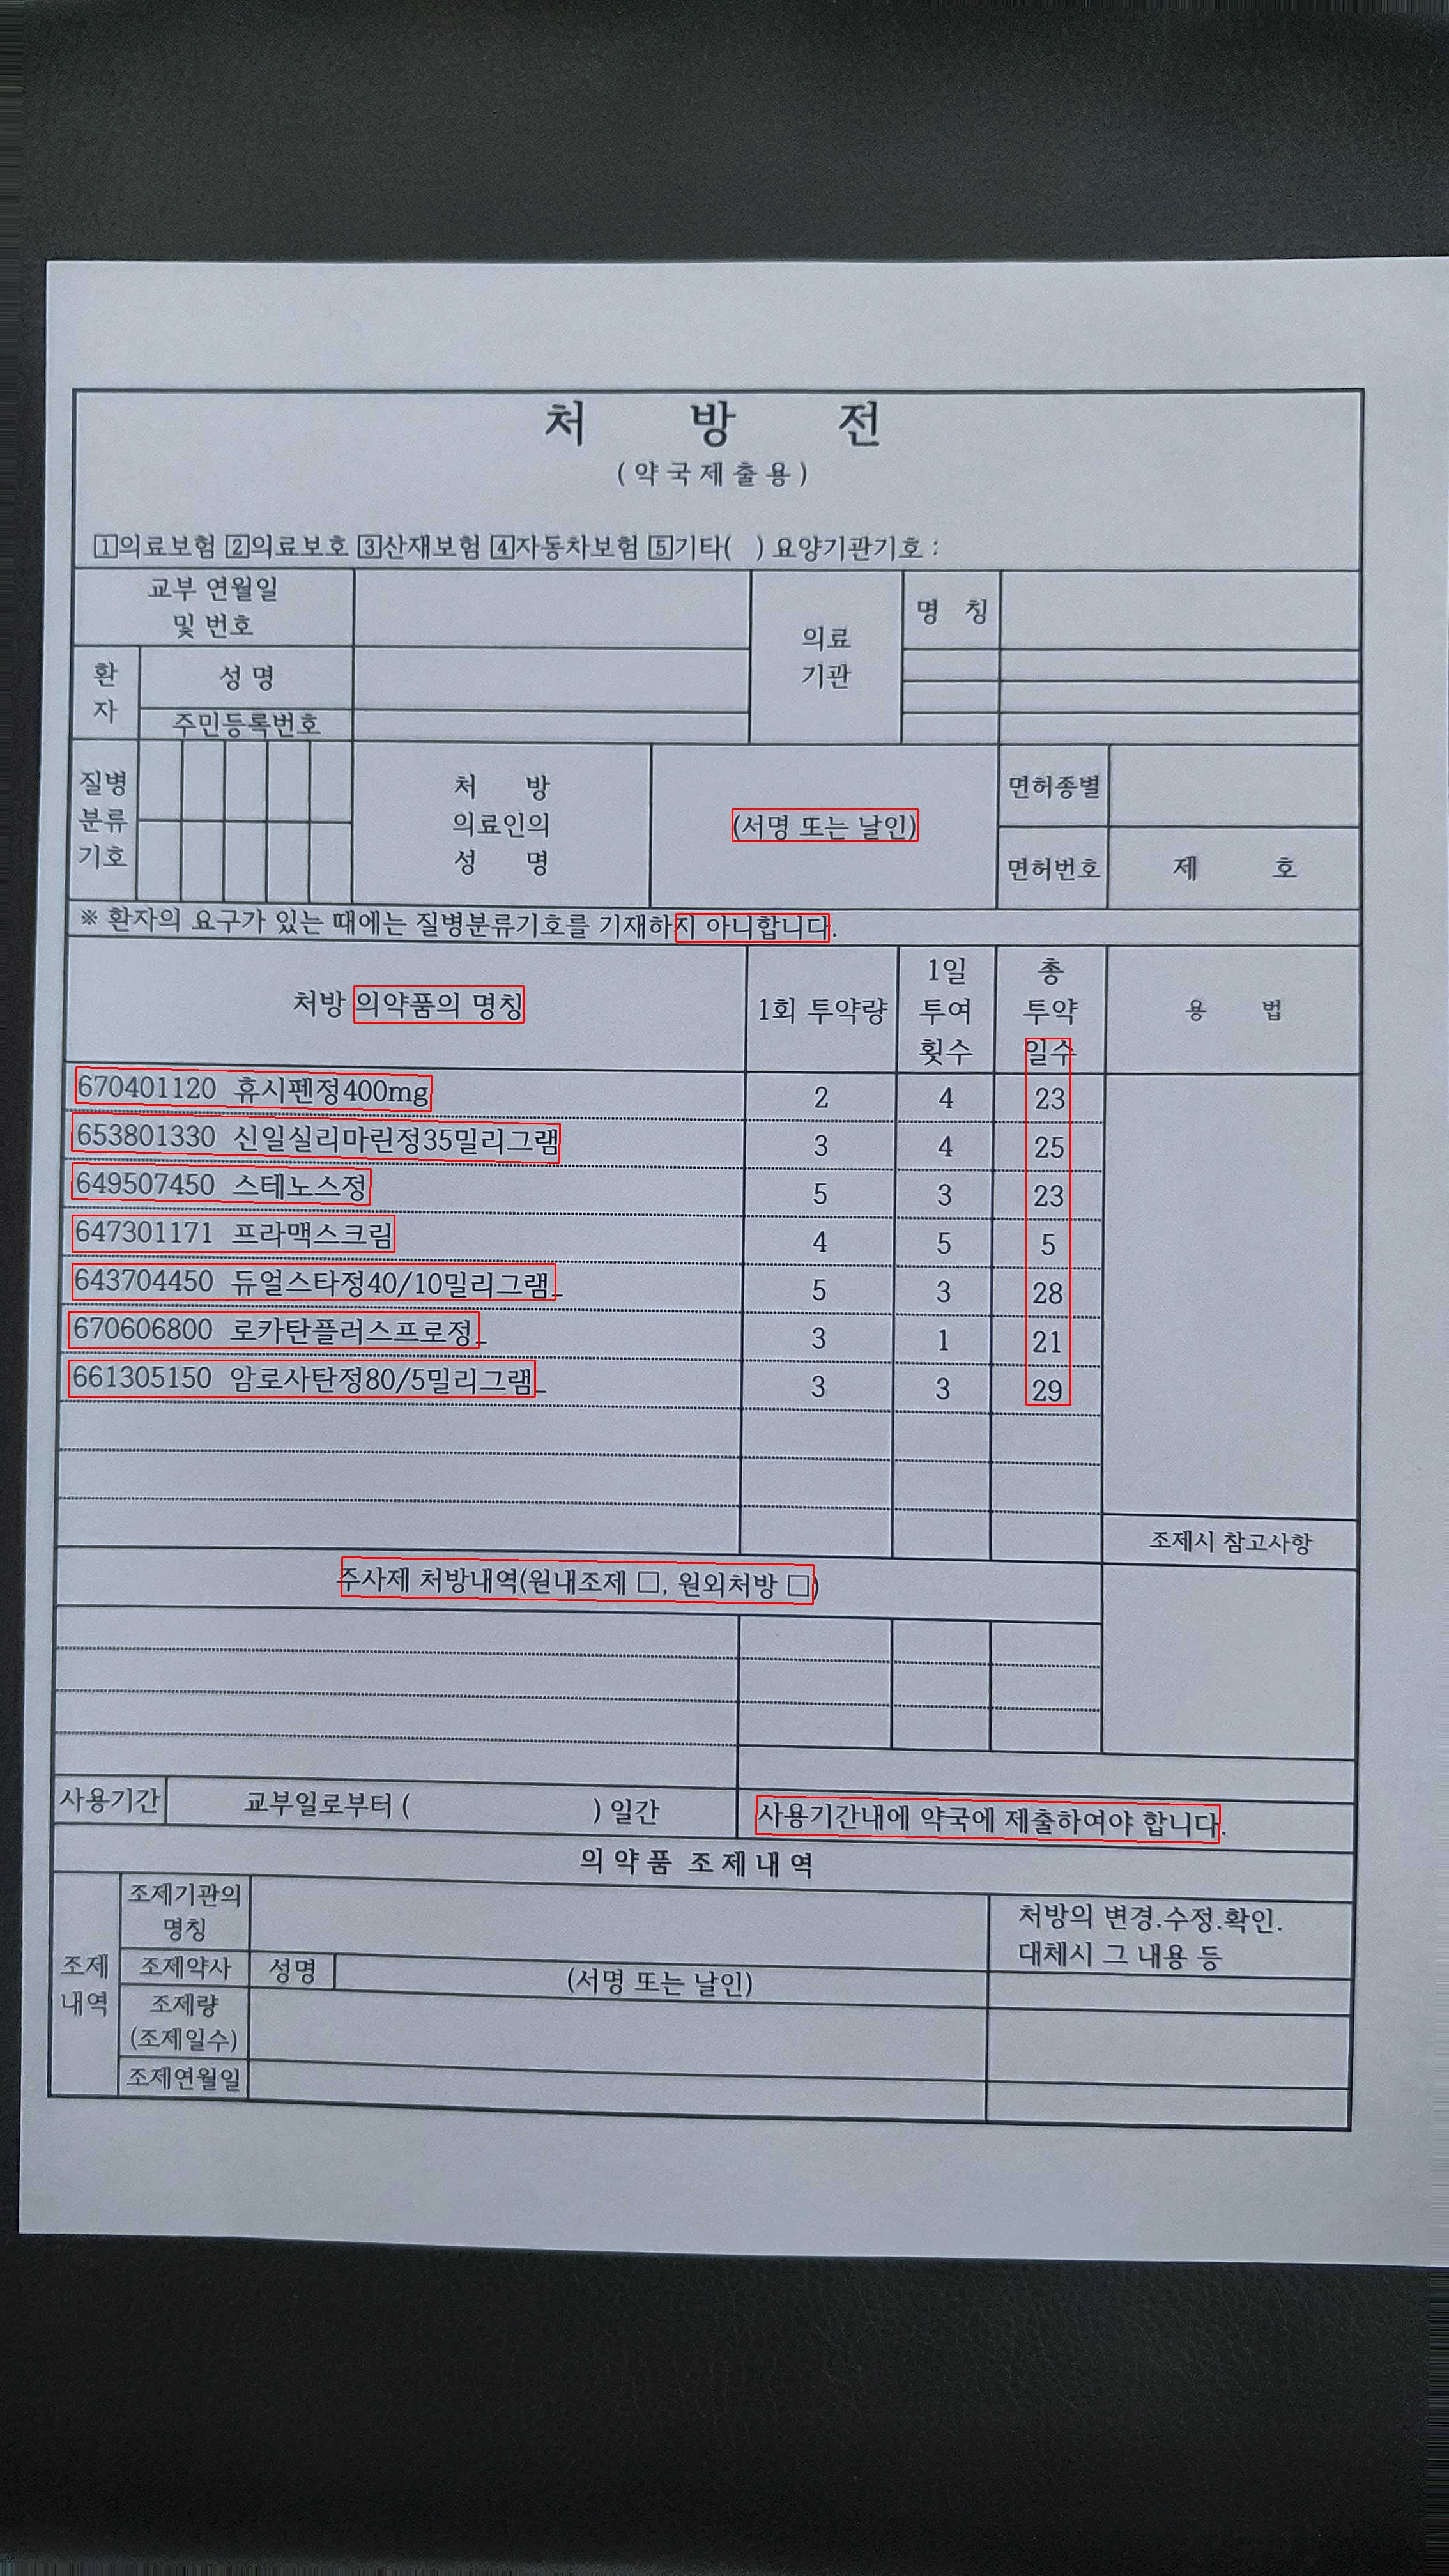 처 방 전
(약국제출용)
1의료보험 2의료보호 3산재보험 4자동차보험 5기타( ) 요양기관기호 :
교부 연월일 및 번호
의료 기관
명 칭
환자
성 명
주민등록번호
질병 분류 기호
처 방 의료인의 성 명
(서명 또는 날인)
면허종별
면허번호
제 호
※ 환자의 요구가 있는 때에는 질병분류기호를 기재하지 아니합니다.
처방 의약품의 명칭
1회 투약량
1일 투여 횟수
총 투약 일수
용 법
670401120 휴시펜정400mg 2 4 23
653801330 신일실리마린정35밀리그램 3 4 25
649507450 스테노스정 5 3 23
647301171 프라맥스크림 4 5 5
643704450 듀얼스타정40/10밀리그램_ 5 3 28
670606800 로카탄플러스프로정_ 3 1 21
661305150 암로사탄정80/5밀리그램_ 3 3 29
조제시 참고사항
주사제 처방내역(원내조제 □, 원외처방 □)
사용기간
교부일로부터 ( ) 일간
사용기간내에 약국에 제출하여야 합니다.
의약품 조제내역
조제 내역
조제기관의 명칭
처방의 변경.수정.확인.
대체시 그 내용 등
조제약사
성명
(서명 또는 날인)
조제량
(조제일수)
조제연월일